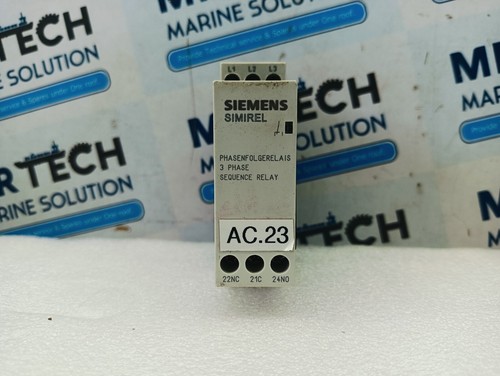 TECH
MARINE SOLUTION
L1 L2 L3
SIEMENS
SIMIREL
PHASENFOLGERELAIS
3 PHASE
SEQUENCE RELAY
AC.23
22NC 21C 24NO
TECH
MARINE SOLUTION
MARINE SOLUTION